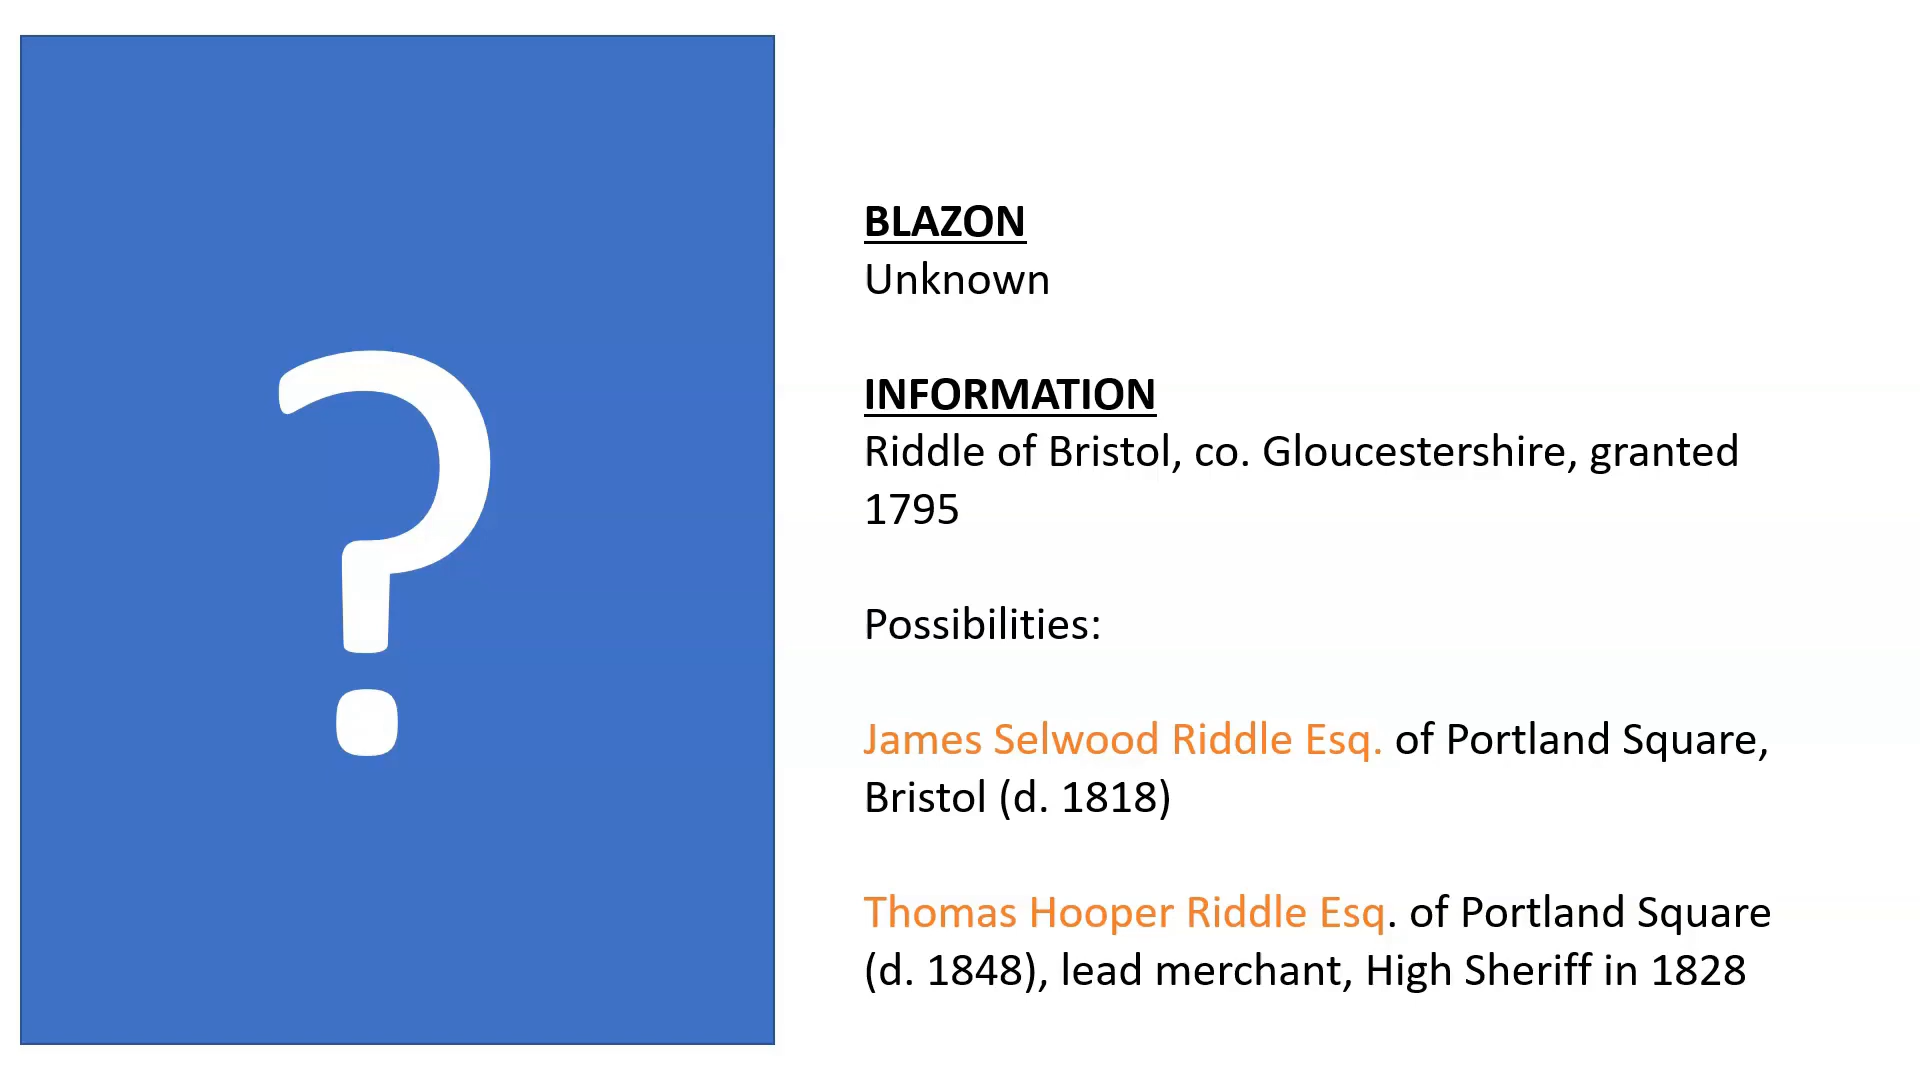 ?
BLAZON
Unknown
INFORMATION
Riddle of Bristol, co. Gloucestershire, granted
1795
Possibilities:
James Selwood Riddle Esq. of Portland Square,
Bristol (d. 1818)
Thomas Hooper Riddle Esq. of Portland Square
(d. 1848), lead merchant, High Sheriff in 1828